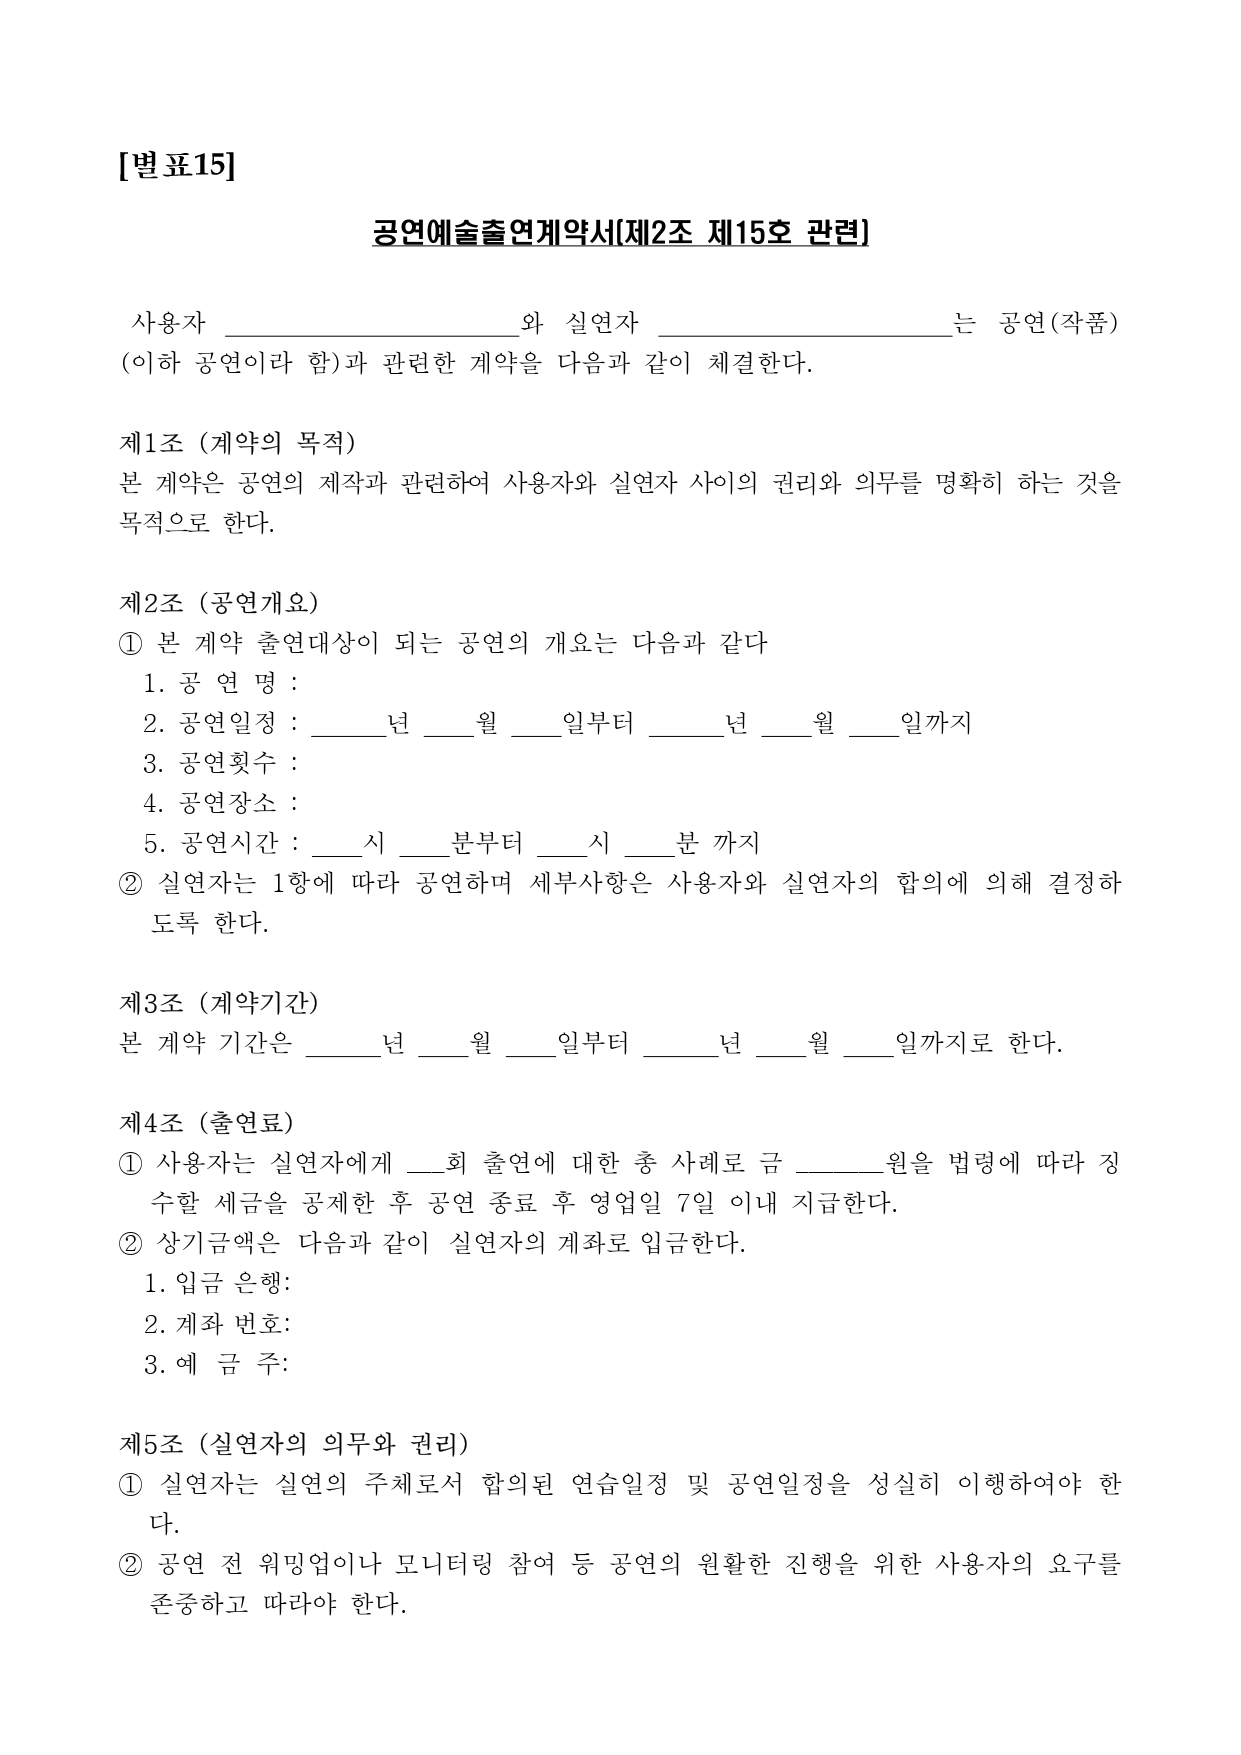 [별표15]
공연예술출연계약서[제2조 제15호 관련]
사용자 ____________________와 실연자 ____________________는 공연(작품)
(이하 공연이라 함)과 관련한 계약을 다음과 같이 체결한다.
제1조 (계약의 목적)
본 계약은 공연의 제작과 관련하여 사용자와 실연자 사이의 권리와 의무를 명확히 하는 것을
목적으로 한다.
제2조 (공연개요)
① 본 계약 출연대상이 되는 공연의 개요는 다음과 같다
1. 공 연 명 :
2. 공연일정 : ______년 ____월 ____일부터 ______년 ____월 ____일까지
3. 공연횟수 :
4. 공연장소 :
5. 공연시간 : ____시 ____분부터 ____시 ____분 까지
② 실연자는 1항에 따라 공연하며 세부사항은 사용자와 실연자의 합의에 의해 결정하
도록 한다.
제3조 (계약기간)
본 계약 기간은 ______년 ____월 ____일부터 ______년 ____월 ____일까지로 한다.
제4조 (출연료)
① 사용자는 실연자에게 ___회 출연에 대한 총 사례로 금 _______원을 법령에 따라 징
수할 세금을 공제한 후 공연 종료 후 영업일 7일 이내 지급한다.
② 상기금액은 다음과 같이 실연자의 계좌로 입금한다.
1. 입금 은행:
2. 계좌 번호:
3. 예 금 주:
제5조 (실연자의 의무와 권리)
① 실연자는 실연의 주체로서 합의된 연습일정 및 공연일정을 성실히 이행하여야 한
다.
② 공연 전 워밍업이나 모니터링 참여 등 공연의 원활한 진행을 위한 사용자의 요구를
존중하고 따라야 한다.